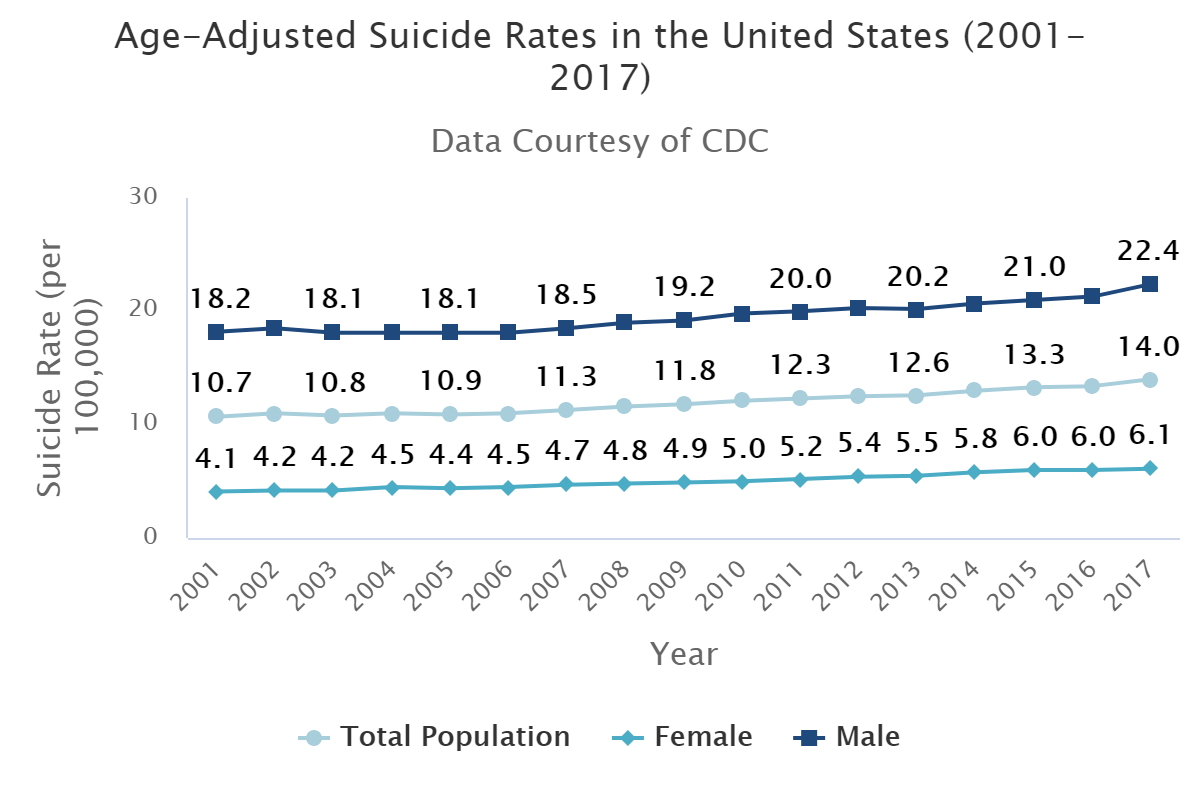 Age-Adjusted Suicide Rates in the United States (2001-
2017)
Data Courtesy of CDC
Suicide Rate (per
100,000)
30
20
10
0
18.2 18.1 18.1 18.5 19.2 20.0 20.2 21.0 22.4
10.7 10.8 10.9 11.3 11.8 12.3 12.6 13.3 14.0
4.1 4.2 4.2 4.5 4.4 4.5 4.7 4.8 4.9 5.0 5.2 5.4 5.5 5.8 6.0 6.0 6.1
2001 2002 2003 2004 2005 2006 2007 2008 2009 2010 2011 2012 2013 2014 2015 2016 2017
Year
Total Population Female Male